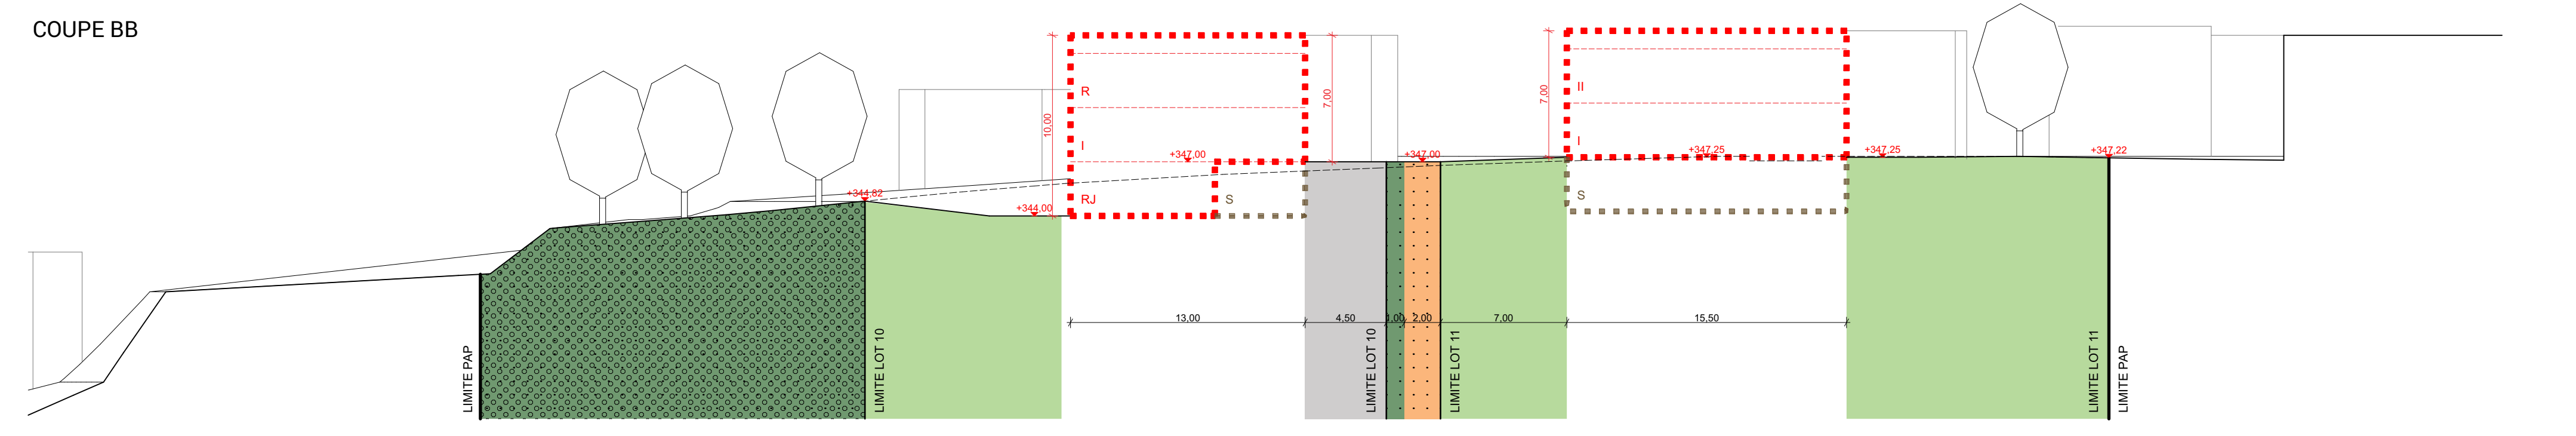 COUPE BB
R
I
RJ
S
10,00
7,00
+347,00
+344,82
+344,00
7,00
II
I
S
+347,00
+347,25
+347,25
+347,22
13,00
4,50
1,00
2,00
7,00
15,50
LIMITE PAP
LIMITE LOT 10
LIMITE LOT 10
LIMITE LOT 11
LIMITE LOT 11
LIMITE PAP